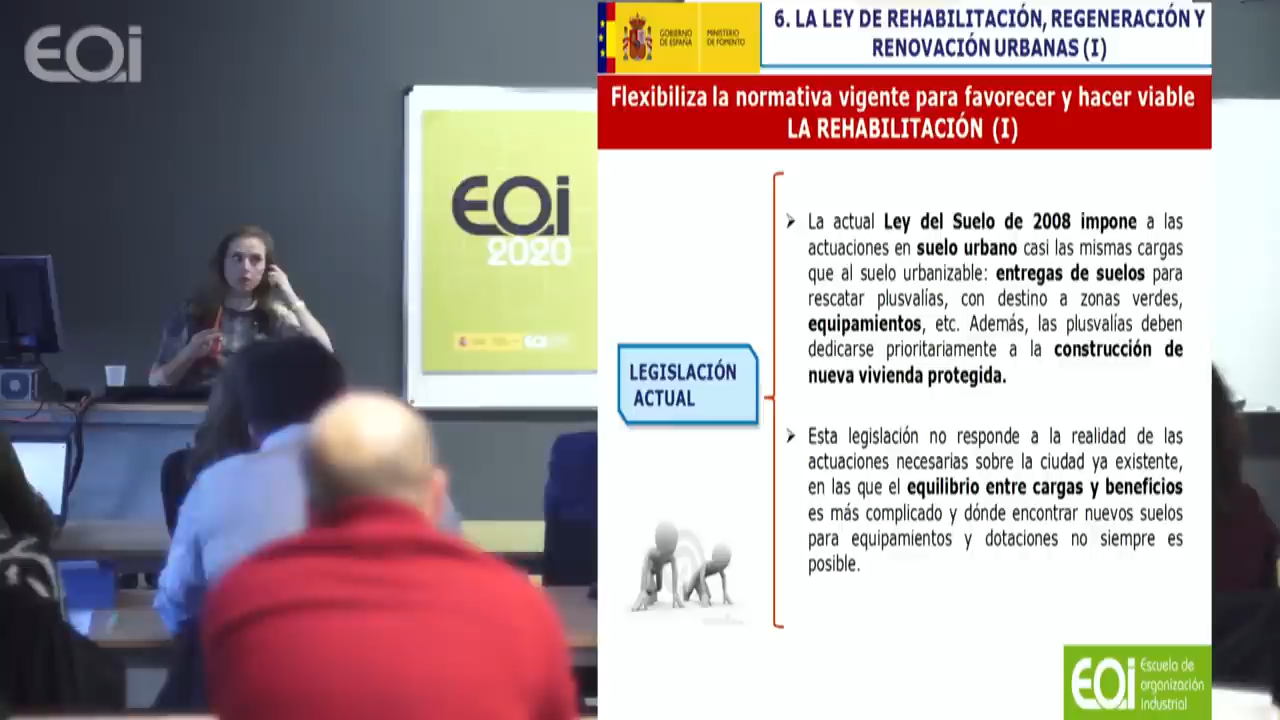 EOi
EOi
2020
EOi
GOBIERNO
DE ESPAÑA
MINISTERIO
DE FOMENTO
6. LA LEY DE REHABILITACIÓN, REGENERACIÓN Y
RENOVACIÓN URBANAS (I)
Flexibiliza la normativa vigente para favorecer y hacer viable
LA REHABILITACIÓN (I)
LEGISLACIÓN
ACTUAL
La actual Ley del Suelo de 2008 impone a las
actuaciones en suelo urbano casi las mismas cargas
que al suelo urbanizable: entregas de suelos para
rescatar plusvalías, con destino a zonas verdes,
equipamientos, etc. Además, las plusvalías deben
dedicarse prioritariamente a la construcción de
nueva vivienda protegida.
Esta legislación no responde a la realidad de las
actuaciones necesarias sobre la ciudad ya existente,
en las que el equilibrio entre cargas y beneficios
es más complicado y dónde encontrar nuevos suelos
para equipamientos y dotaciones no siempre es
posible.
EOi
Escuela de
organización
industrial